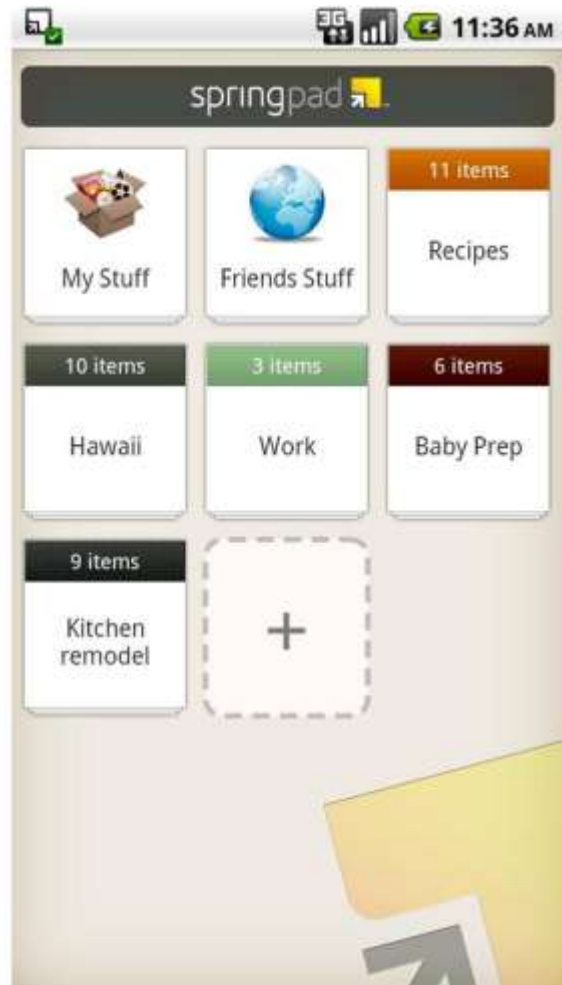 3G
11:36 AM
springpad
My Stuff
Friends Stuff
11 items
Recipes
10 items
Hawaii
3 items
Work
6 items
Baby Prep
9 items
Kitchen
remodel
+